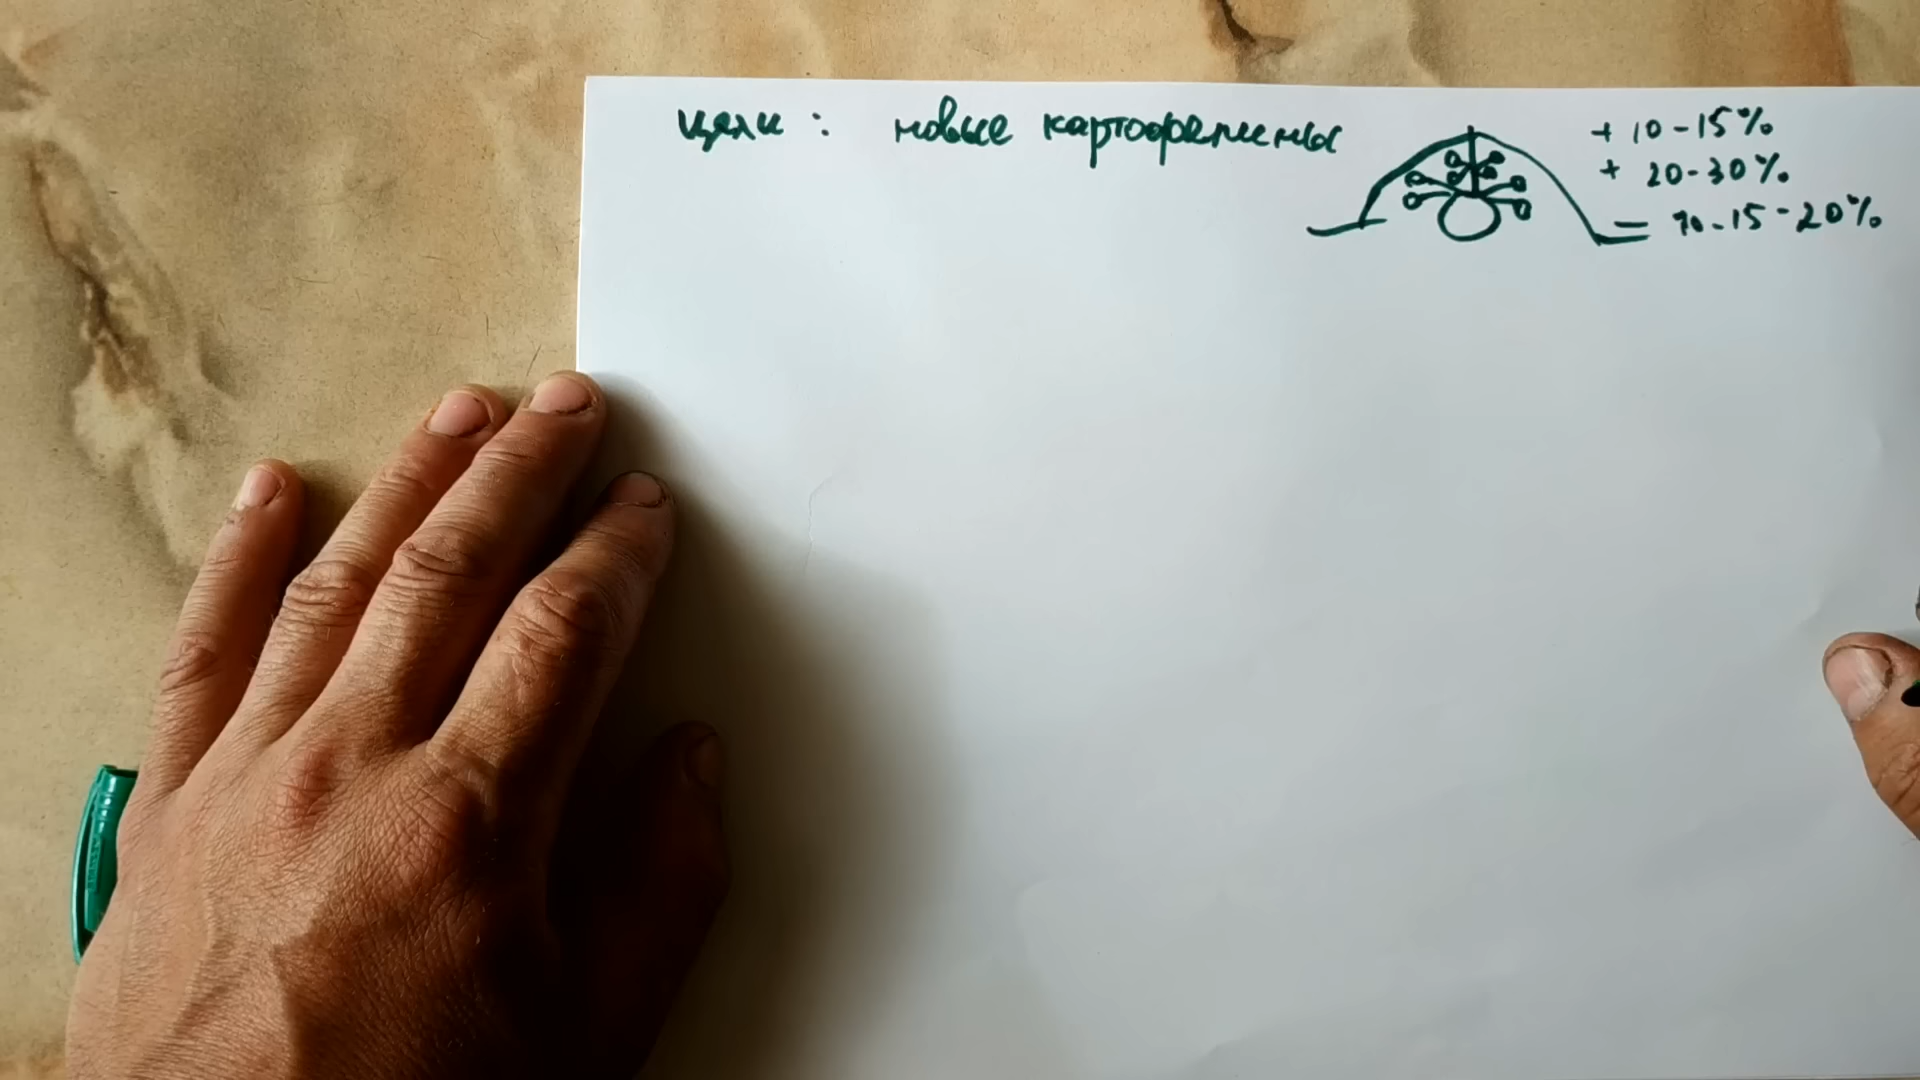 цели : новые картофелины
+ 10-15%
+ 20-30%
= 10-15-20%